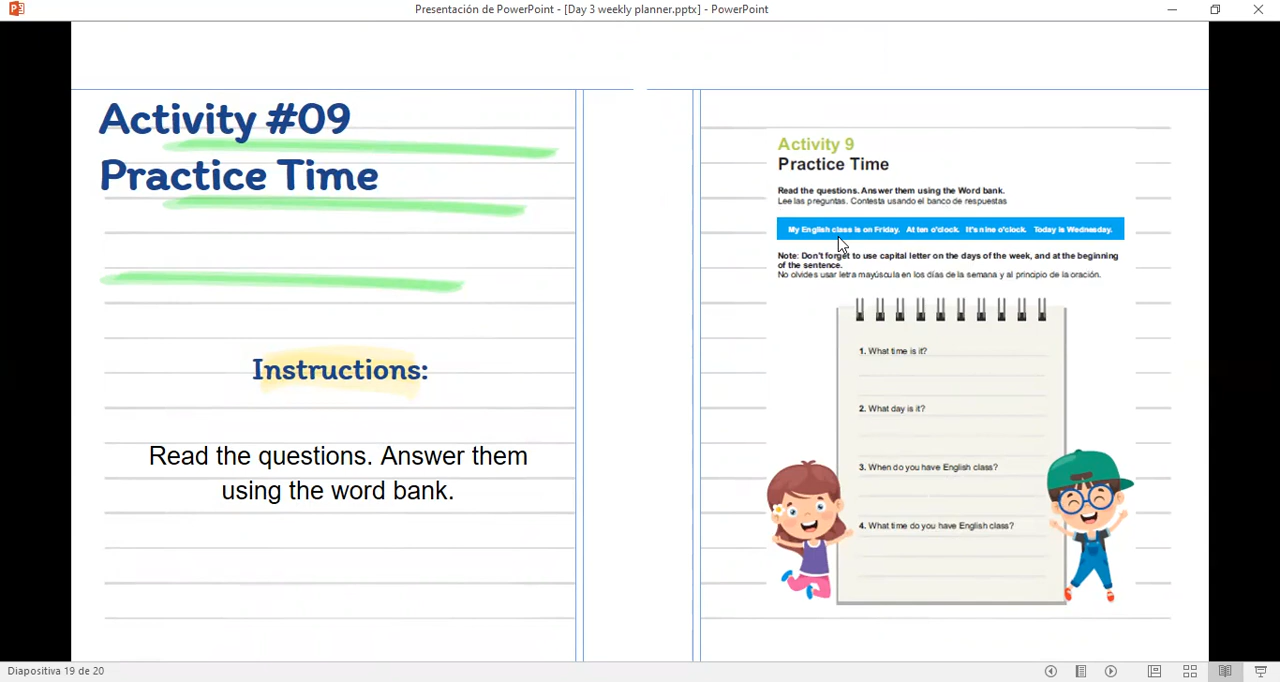 Presentación de PowerPoint - [Day 3 weekly planner.pptx] - PowerPoint
Activity #09
Practice Time
Instructions:
Read the questions. Answer them
using the word bank.
Activity 9
Practice Time
Read the questions. Answer them using the Word bank.
Lee las preguntas. Contesta usando el banco de respuestas
My English class is on Friday. At ten o'clock. It's nine o'clock. Today is Wednesday.
Note: Don't forget to use capital letter on the days of the week, and at the beginning
of the sentence.
No olvides usar letra mayúscula en los días de la semana y al principio de la oración.
1. What time is it?
2. What day is it?
3. When do you have English class?
4. What time do you have English class?
Diapositiva 19 de 20